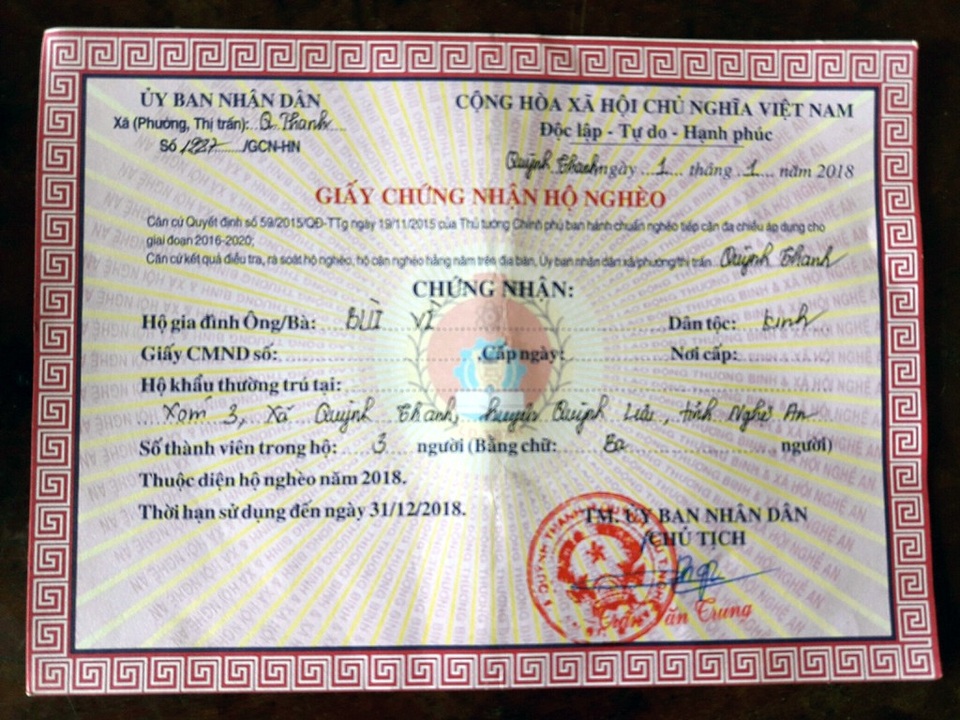 ỦY BAN NHÂN DÂN
Xã (Phường, Thị trấn): Q Thanh
Số 1237 /GCN-HN
CỘNG HÒA XÃ HỘI CHỦ NGHĨA VIỆT NAM
Độc lập - Tự do - Hạnh phúc
Quỳnh Thanh ngày 1 tháng 1 năm 2018
GIẤY CHỨNG NHẬN HỘ NGHÈO
Căn cứ Quyết định số 59/2015/QĐ-TTg ngày 19/11/2015 của Thủ tướng Chính phủ ban hành chuẩn nghèo tiếp cận đa chiều áp dụng cho
giai đoạn 2016-2020;
Căn cứ kết quả điều tra, rà soát hộ nghèo, hộ cận nghèo hằng năm trên địa bàn, Ủy ban nhân dân xã/phường/thị trấn Quỳnh Thanh
CHỨNG NHẬN:
Hộ gia đình Ông/Bà: BÙI VÌ Dân tộc: Kinh
Giấy CMND số: Cấp ngày: Nơi cấp:
Hộ khẩu thường trú tại:
Xóm 3, Xã Quỳnh Thanh, huyện Quỳnh Lưu, tỉnh Nghệ An
Số thành viên trong hộ: 3 người (Bằng chữ: Ba người)
Thuộc diện hộ nghèo năm 2018.
Thời hạn sử dụng đến ngày 31/12/2018.
TM. ỦY BAN NHÂN DÂN
CHỦ TỊCH
Trần Văn Trung